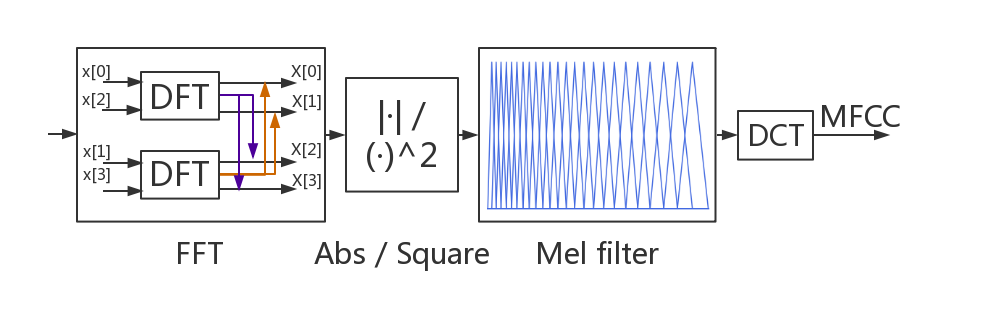 x[0]
x[2]
DFT
X[0]
X[1]
x[1]
x[3]
DFT
X[2]
X[3]
FFT
|·| /
(·)^2
Abs / Square
Mel filter
DCT
MFCC